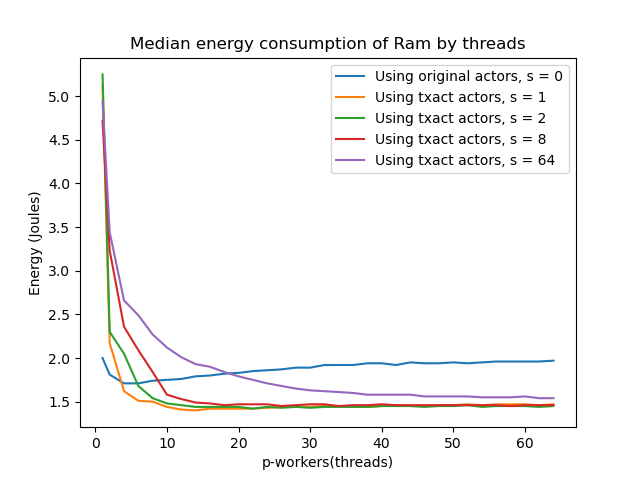 Median energy consumption of Ram by threads
Using original actors, s = 0
Using txact actors, s = 1
Using txact actors, s = 2
Using txact actors, s = 8
Using txact actors, s = 64
5.0
4.5
4.0
3.5
3.0
2.5
2.0
1.5
Energy (Joules)
0 10 20 30 40 50 60
p-workers(threads)